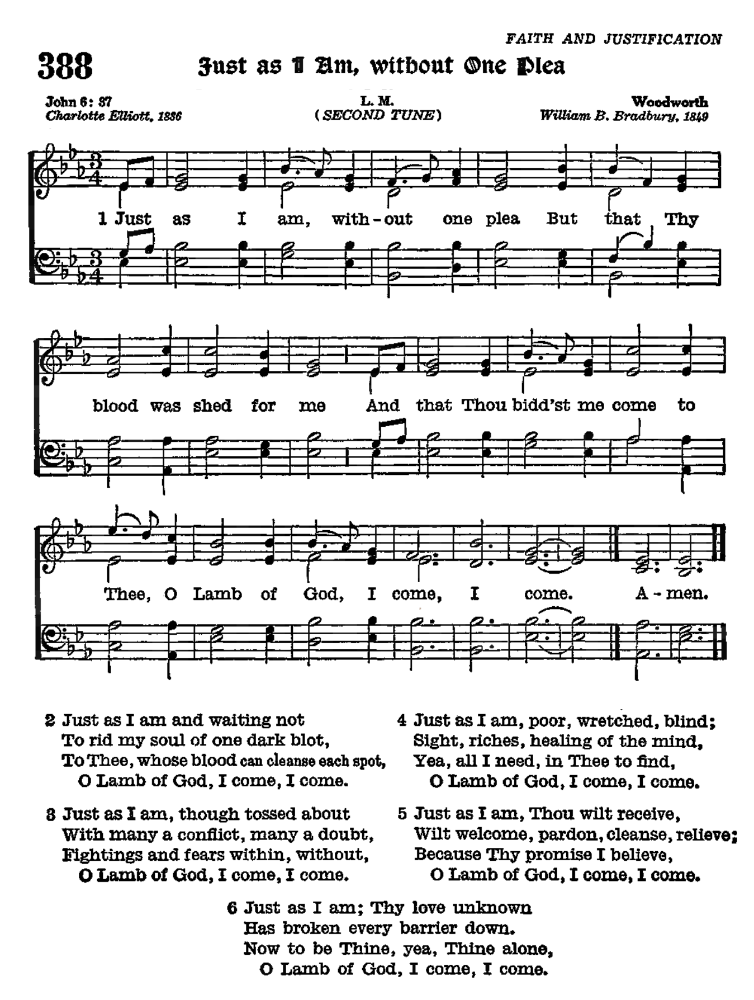 FAITH AND JUSTIFICATION
388 Just as I Am, without One Plea
John 6: 37 L. M. Woodworth
Charlotte Elliott, 1836 (SECOND TUNE) William B. Bradbury, 1849
1 Just as I am, with-out one plea But that Thy
blood was shed for me And that Thou bidd'st me come to
Thee, O Lamb of God, I come, I come. A-men.
2 Just as I am and waiting not
To rid my soul of one dark blot,
To Thee, whose blood can cleanse each spot,
O Lamb of God, I come, I come.
3 Just as I am, though tossed about
With many a conflict, many a doubt,
Fightings and fears within, without,
O Lamb of God, I come, I come.
4 Just as I am, poor, wretched, blind;
Sight, riches, healing of the mind,
Yea, all I need, in Thee to find,
O Lamb of God, I come, I come.
5 Just as I am, Thou wilt receive,
Wilt welcome, pardon, cleanse, relieve;
Because Thy promise I believe,
O Lamb of God, I come, I come.
6 Just as I am; Thy love unknown
Has broken every barrier down.
Now to be Thine, yea, Thine alone,
O Lamb of God, I come, I come.